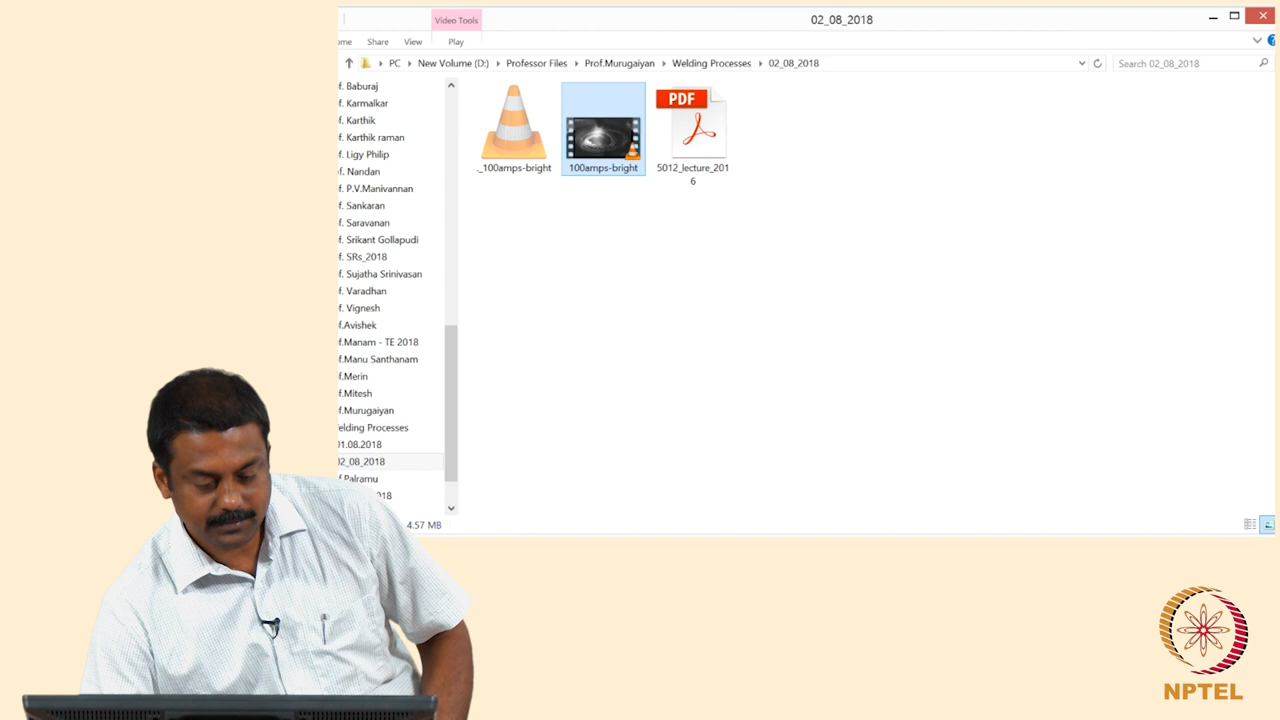 Video Tools
02_08_2018
ome Share View Play
PC New Volume (D:) Professor Files Prof.Murugaiyan Welding Processes 02_08_2018
Search 02_08_2018
f. Baburaj
f. Karmalkar
f. Karthik
f. Karthik raman
f. Ligy Philip
f. Nandan
f. P.V.Manivannan
f. Sankaran
f. Saravanan
f. Srikant Gollapudi
f. SRs_2018
f. Sujatha Srinivasan
f. Varadhan
f. Vignesh
f.Avishek
f.Manam - TE 2018
f.Manu Santhanam
f.Merin
f.Mitesh
f.Murugaiyan
elding Processes
01.08.2018
02_08_2018
f.Palramu
018
4.57 MB
._100amps-bright
100amps-bright
PDF
5012_lecture_201
6
NPTEL